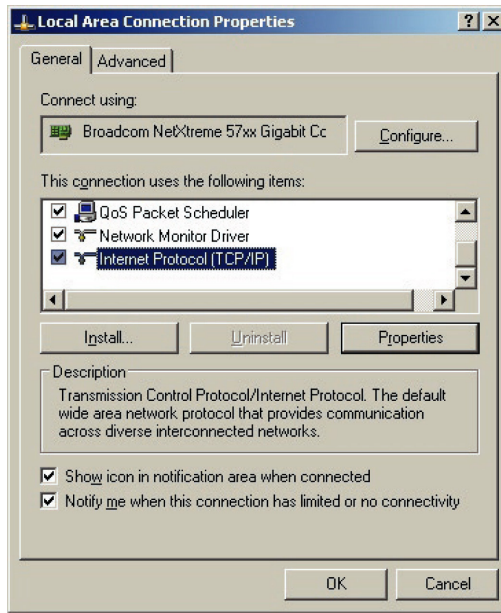 Local Area Connection Properties
General
Advanced
Connect using:
Broadcom NetXtreme 57xx Gigabit Cc
Configure...
This connection uses the following items:
QoS Packet Scheduler
Network Monitor Driver
Internet Protocol (TCP/IP)
Install...
Uninstall
Properties
Description
Transmission Control Protocol/Internet Protocol. The default
wide area network protocol that provides communication
across diverse interconnected networks.
Show icon in notification area when connected
Notify me when this connection has limited or no connectivity
OK
Cancel